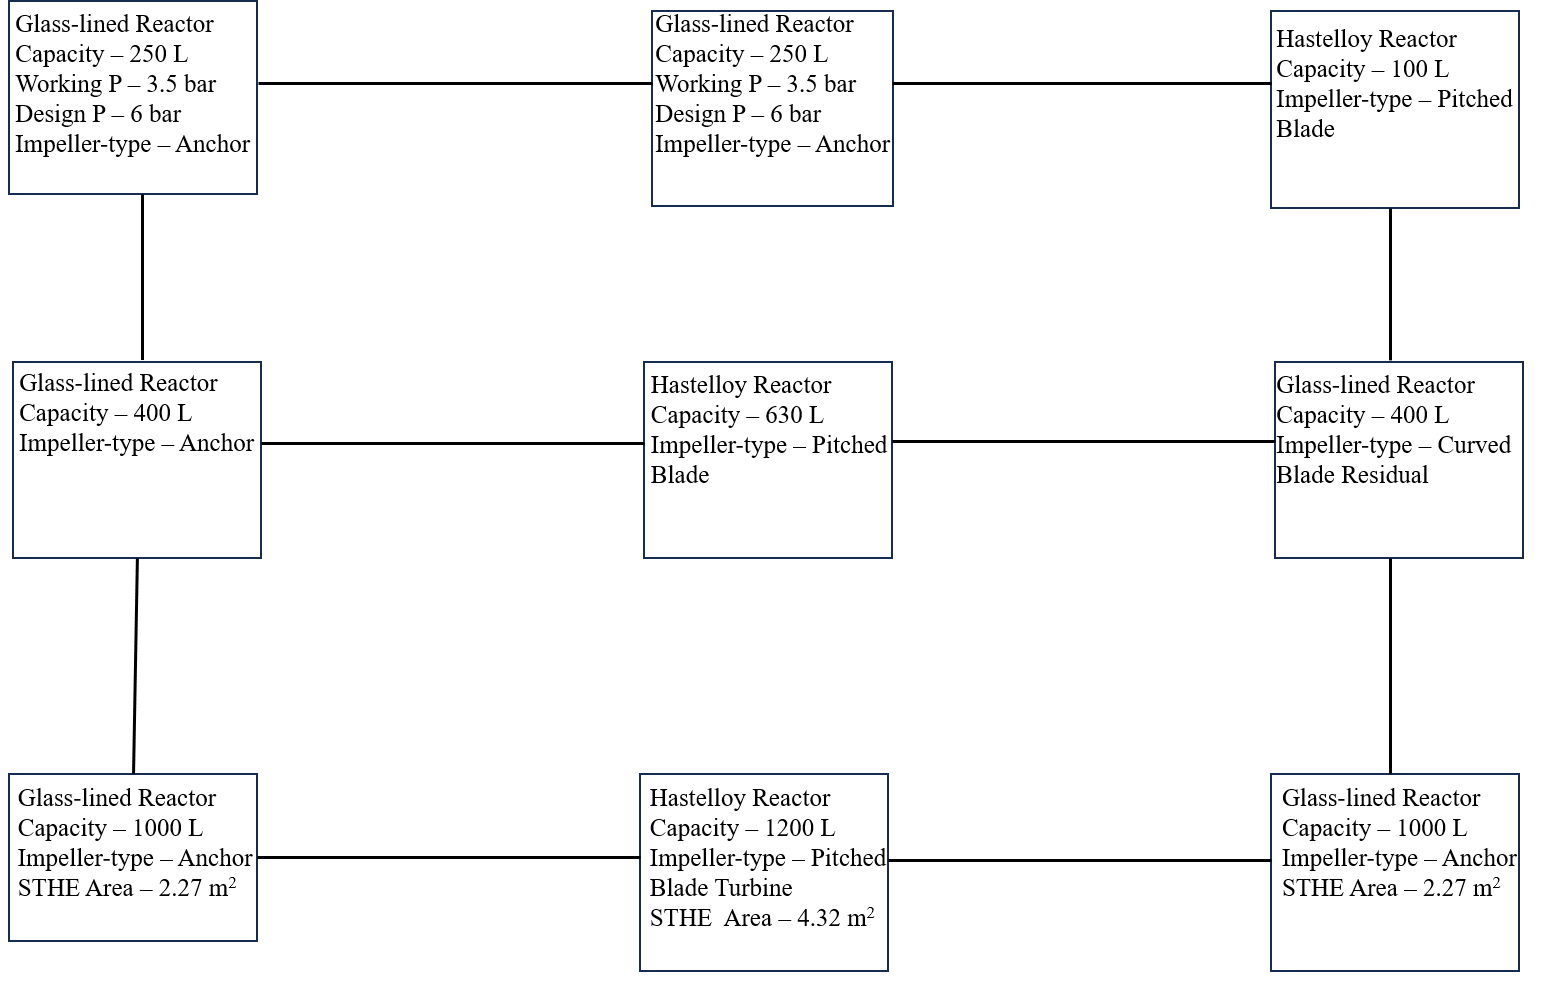 Glass-lined Reactor
Capacity – 250 L
Working P – 3.5 bar
Design P – 6 bar
Impeller-type – Anchor
Glass-lined Reactor
Capacity – 250 L
Working P – 3.5 bar
Design P – 6 bar
Impeller-type – Anchor
Hastelloy Reactor
Capacity – 100 L
Impeller-type – Pitched
Blade
Glass-lined Reactor
Capacity – 400 L
Impeller-type – Anchor
Hastelloy Reactor
Capacity – 630 L
Impeller-type – Pitched
Blade
Glass-lined Reactor
Capacity – 400 L
Impeller-type – Curved
Blade Residual
Glass-lined Reactor
Capacity – 1000 L
Impeller-type – Anchor
STHE Area – 2.27 m²
Hastelloy Reactor
Capacity – 1200 L
Impeller-type – Pitched
Blade Turbine
STHE  Area – 4.32 m²
Glass-lined Reactor
Capacity – 1000 L
Impeller-type – Anchor
STHE Area – 2.27 m²